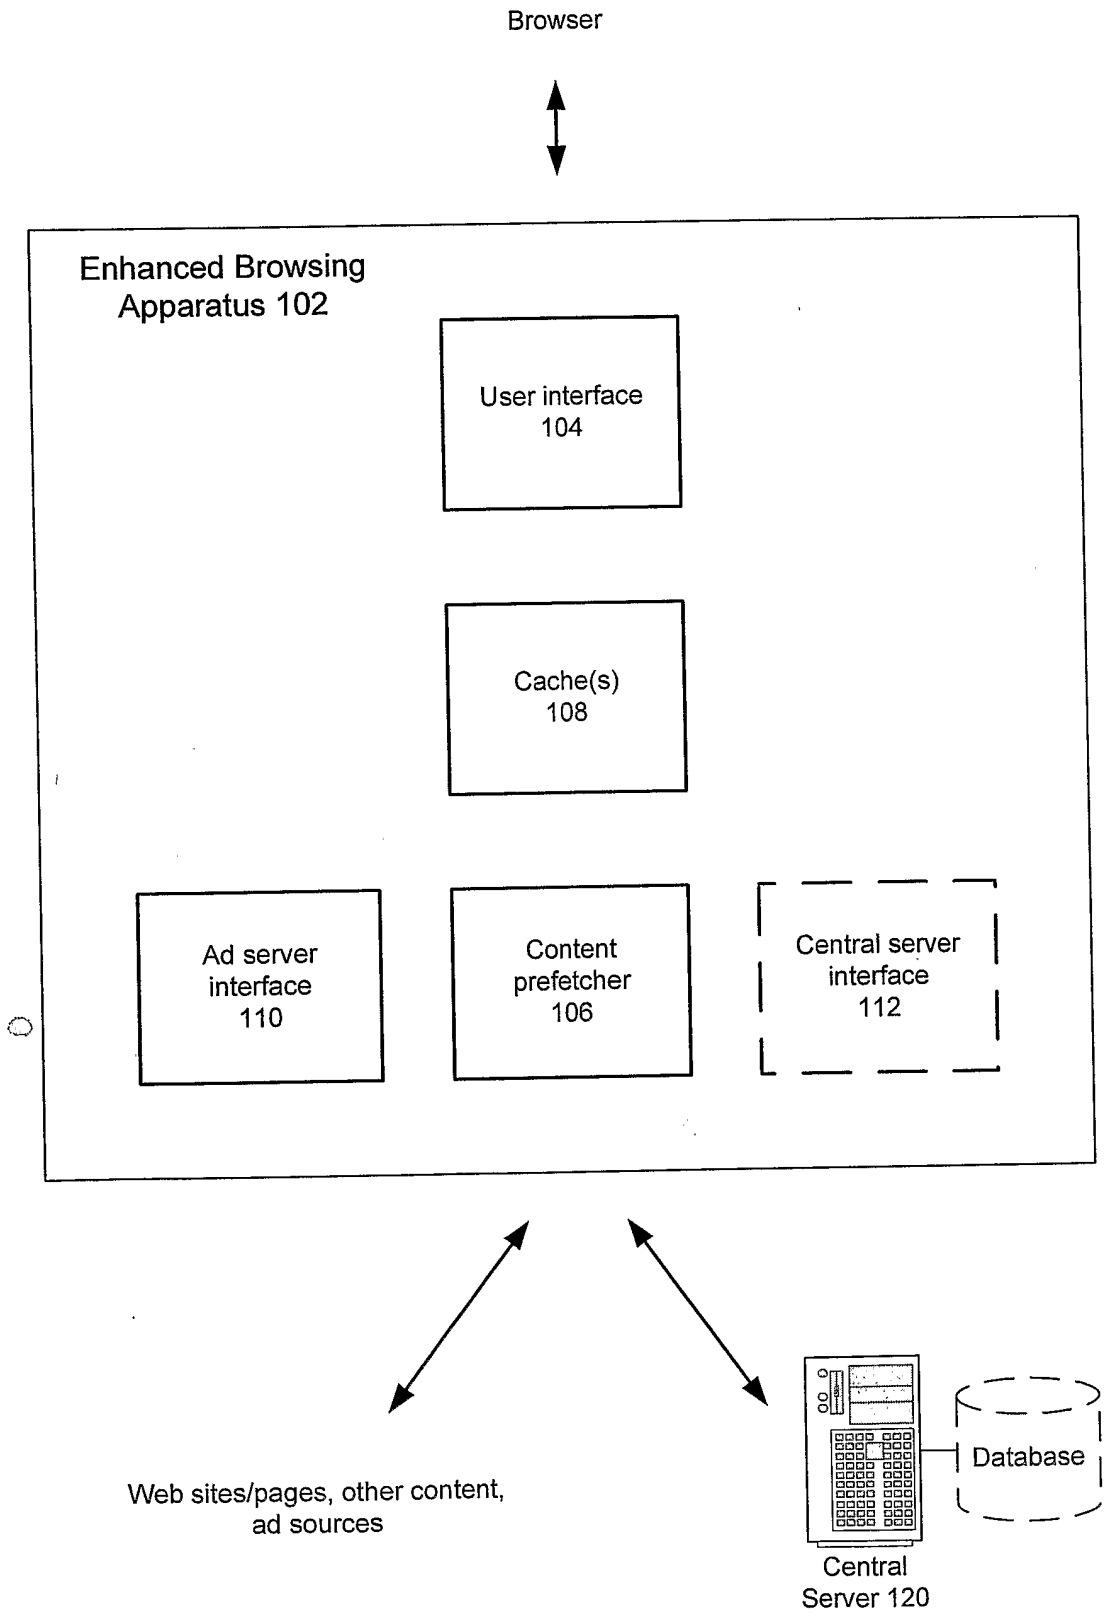 Browser
Enhanced Browsing
Apparatus 102
User interface
104
Cache(s)
108
Ad server
interface
110
Content
prefetcher
106
Central server
interface
112
Web sites/pages, other content,
ad sources
Database
Central
Server 120